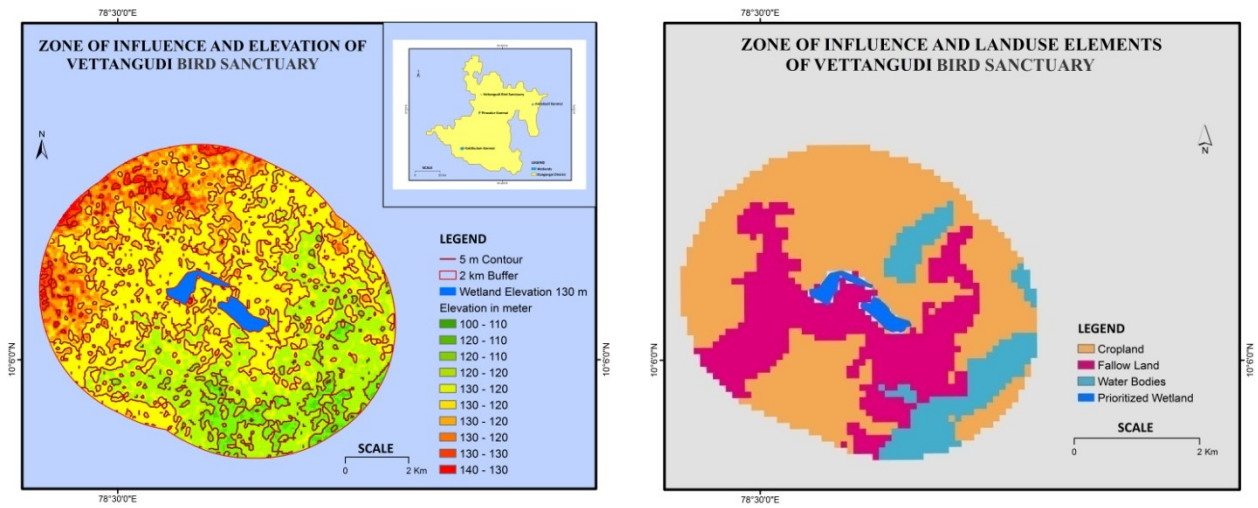 78°30'0"E
ZONE OF INFLUENCE AND ELEVATION OF
VETTANGUDI BIRD SANCTUARY
N
LEGEND
SCALE
LEGEND
5 m Contour
2 km Buffer
Wetland Elevation 130 m
Elevation in meter
100 - 110
120 - 110
120 - 110
120 - 120
130 - 120
130 - 120
130 - 120
130 - 120
130 - 130
140 - 130
SCALE
0 2 Km
10°6'0"N
10°6'0"N
78°30'0"E
78°30'0"E
ZONE OF INFLUENCE AND LANDUSE ELEMENTS
OF VETTANGUDI BIRD SANCTUARY
N
LEGEND
Cropland
Fallow Land
Water Bodies
Prioritized Wetland
SCALE
0 2 Km
10°6'0"N
10°6'0"N
78°30'0"E